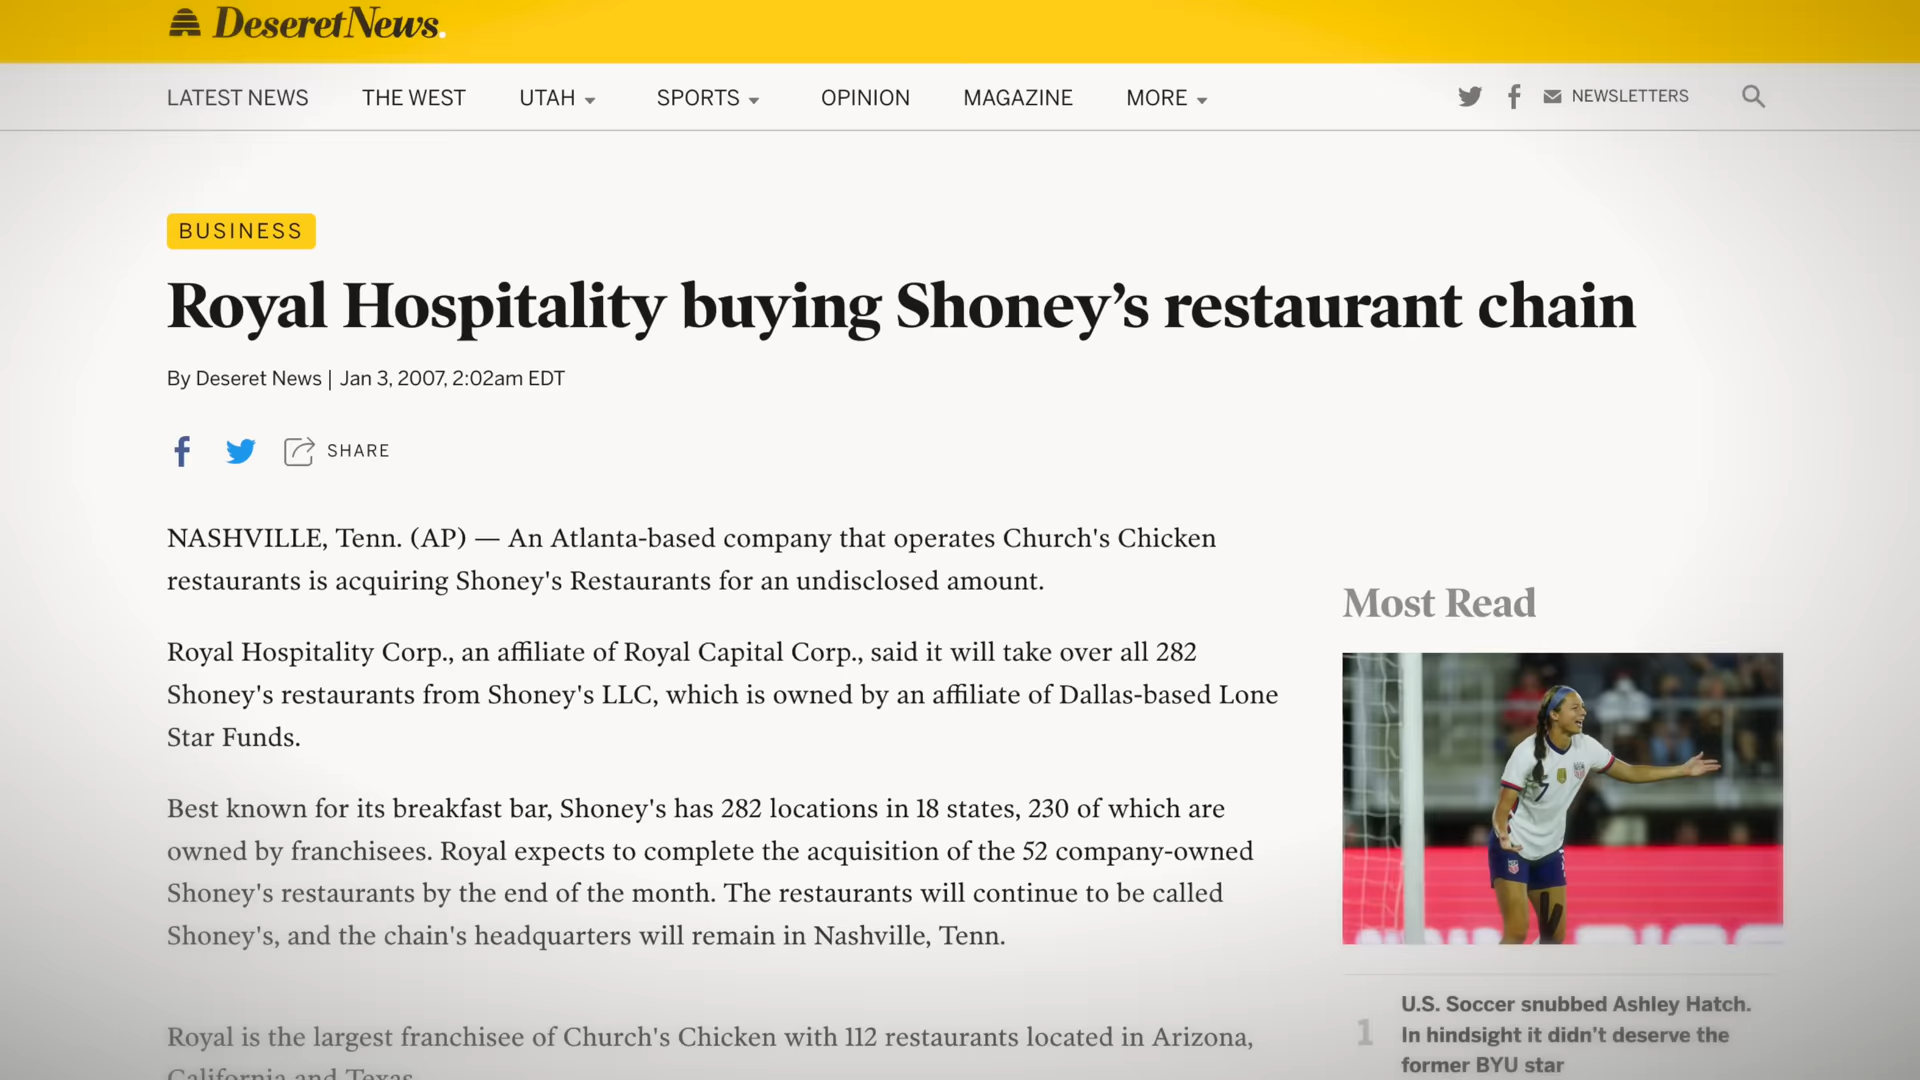 DeseretNews.
LATEST NEWS THE WEST UTAH SPORTS OPINION MAGAZINE MORE NEWSLETTERS
BUSINESS
Royal Hospitality buying Shoney’s restaurant chain
By Deseret News | Jan 3, 2007, 2:02am EDT
SHARE
NASHVILLE, Tenn. (AP) — An Atlanta-based company that operates Church's Chicken
restaurants is acquiring Shoney's Restaurants for an undisclosed amount.
Royal Hospitality Corp., an affiliate of Royal Capital Corp., said it will take over all 282
Shoney's restaurants from Shoney's LLC, which is owned by an affiliate of Dallas-based Lone
Star Funds.
Best known for its breakfast bar, Shoney's has 282 locations in 18 states, 230 of which are
owned by franchisees. Royal expects to complete the acquisition of the 52 company-owned
Shoney's restaurants by the end of the month. The restaurants will continue to be called
Shoney's, and the chain's headquarters will remain in Nashville, Tenn.
Royal is the largest franchisee of Church's Chicken with 112 restaurants located in Arizona,
California and Texas.
Most Read
7
1
U.S. Soccer snubbed Ashley Hatch.
In hindsight it didn't deserve the
former BYU star